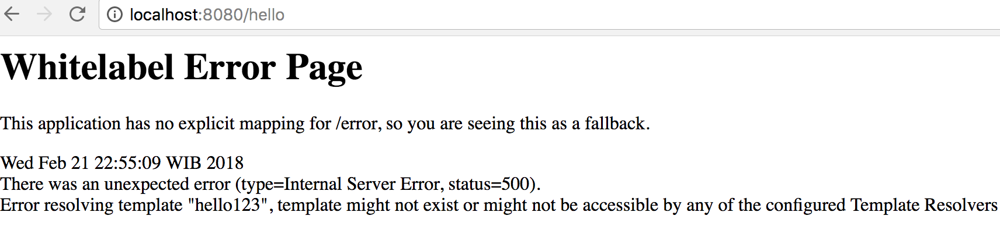 localhost:8080/hello
Whitelabel Error Page
This application has no explicit mapping for /error, so you are seeing this as a fallback.
Wed Feb 21 22:55:09 WIB 2018
There was an unexpected error (type=Internal Server Error, status=500).
Error resolving template "hello123", template might not exist or might not be accessible by any of the configured Template Resolvers